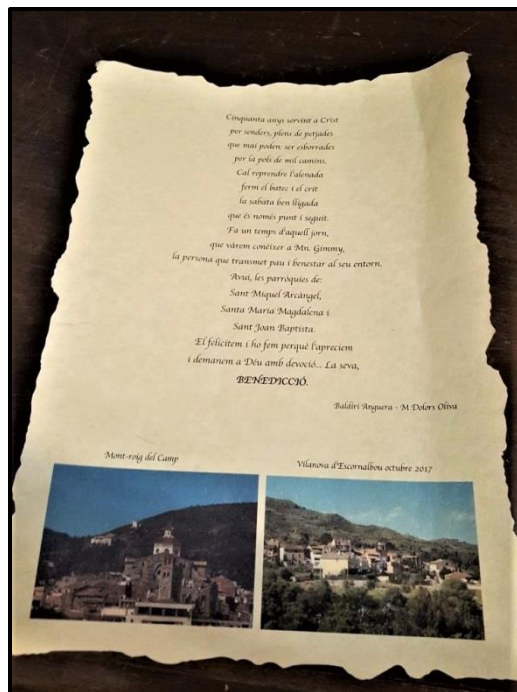 Cinquanta anys servint a Crist
per senders, plens de petjades
que mai poden ser esborrades
per la pols de mil camins.
Cal reprendre l'alenada
ferm el batec i el crit
la sabata ben lligada
que és només punt i seguit.
Fa un temps d'aquell jorn,
que vàrem conèixer a Mn. Gimmy,
la persona que transmet pau i benestar al seu entorn.
Avui, les parròquies de:
Sant Miquel Arcàngel,
Santa Maria Magdalena i
Sant Joan Baptista.
El felicitem i ho fem perquè l'apreciem
i demanem a Déu amb devoció... La seva,
BENEDICCIÓ.
Baldiri Anguera - M Dolors Oliva
Mont-roig del Camp
Vilanova d'Escornalbou octubre 2017